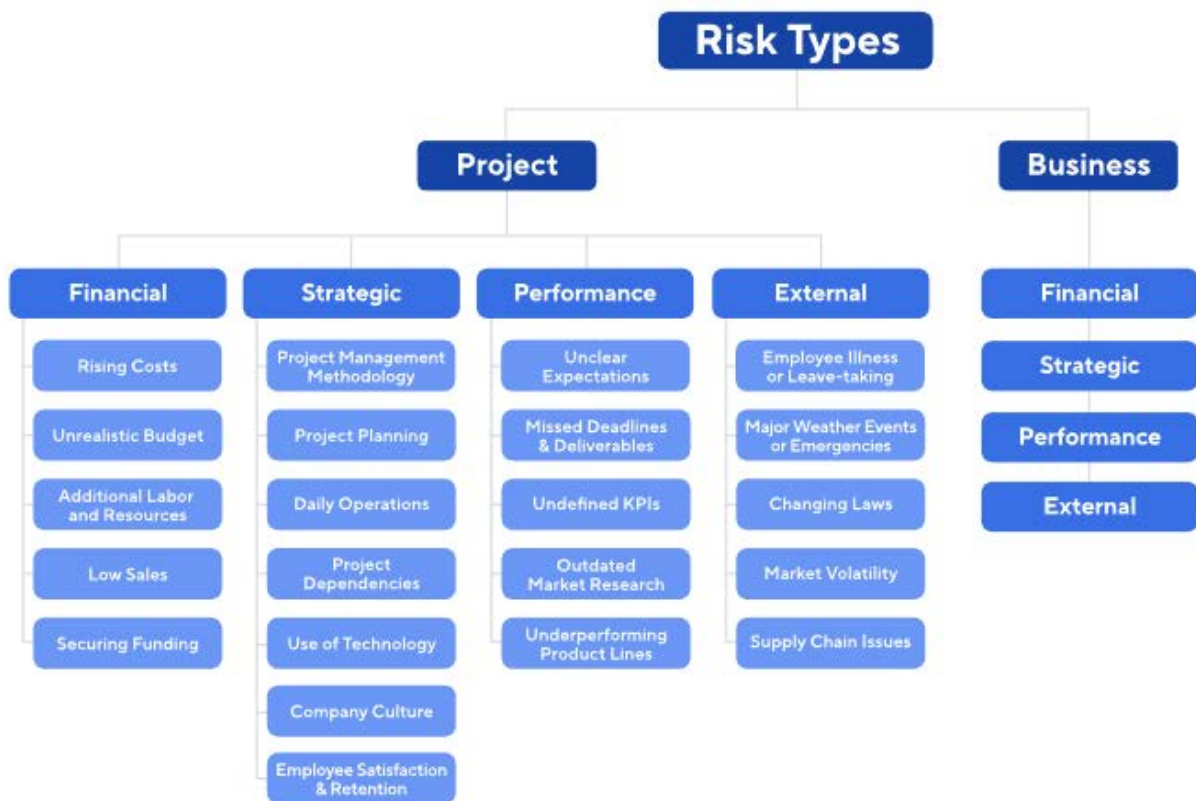 Risk Types
Project
Business
Financial
Strategic
Performance
External
Financial
Rising Costs
Unrealistic Budget
Additional Labor
and Resources
Low Sales
Securing Funding
Project Management
Methodology
Project Planning
Daily Operations
Project
Dependencies
Use of Technology
Company Culture
Employee Satisfaction
& Retention
Unclear
Expectations
Missed Deadlines
& Deliverables
Undefined KPIs
Outdated
Market Research
Underperforming
Product Lines
Employee Illness
or Leave-taking
Major Weather Events
or Emergencies
Changing Laws
Market Volatility
Supply Chain Issues
Strategic
Performance
External